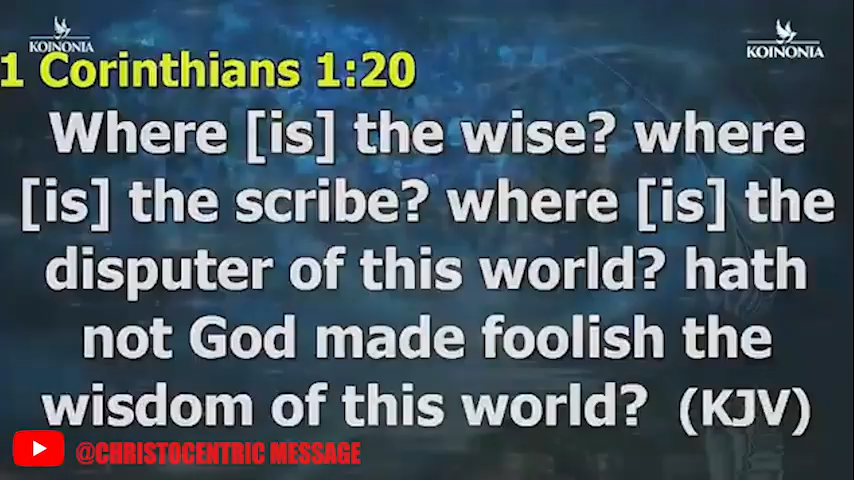 KOINONIA
KOINONIA
1 Corinthians 1:20
Where [is] the wise? where
[is] the scribe? where [is] the
disputer of this world? hath
not God made foolish the
wisdom of this world? (KJV)
@CHRISTOCENTRIC MESSAGE